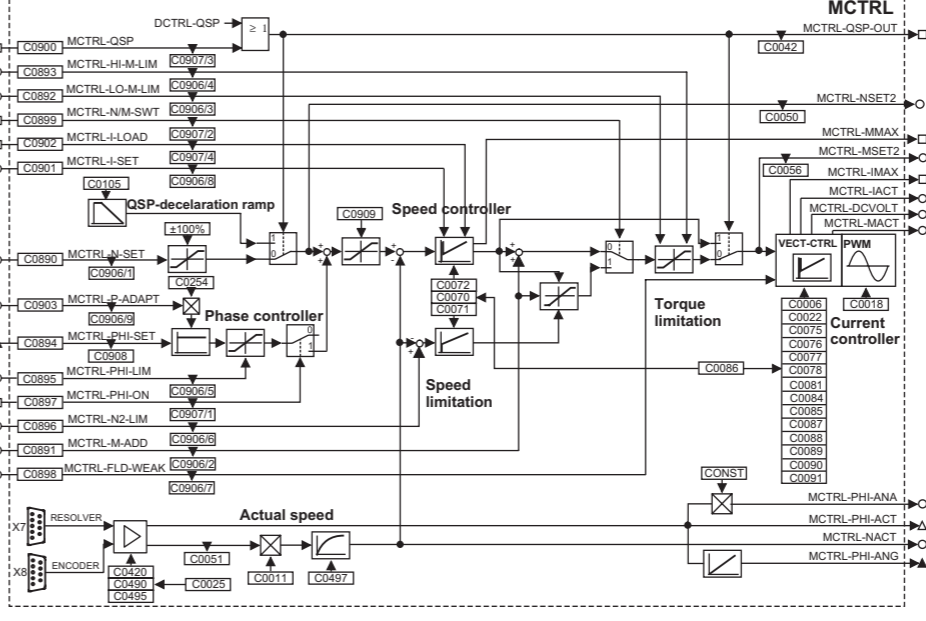 MCTRL
DCTRL-QSP
≥ 1
MCTRL-QSP-OUT
C0900
MCTRL-QSP
C0907/3
C0042
C0893
MCTRL-HI-M-LIM
C0906/4
C0892
MCTRL-LO-M-LIM
C0906/3
MCTRL-NSET2
C0050
C0899
MCTRL-N/M-SWT
C0907/2
MCTRL-MMAX
C0902
MCTRL-I-LOAD
C0907/4
MCTRL-MSET2
C0056
C0901
MCTRL-I-SET
C0906/8
MCTRL-IMAX
MCTRL-IACT
MCTRL-DCVOLT
MCTRL-MACT
C0105
QSP-decelaration ramp
C0909
Speed controller
±100%
1
0
+
+
+
-
+
+
0
1
1
0
VECT-CTRL
PWM
C0890
MCTRL-N-SET
C0906/1
C0254
C0072
C0070
C0071
C0903
MCTRL-P-ADAPT
C0906/9
Phase controller
Torque
limitation
C0006
C0022
C0075
C0076
C0077
C0078
C0081
C0084
C0085
C0087
C0088
C0089
C0090
C0091
C0018
Current
controller
C0894
MCTRL-PHI-SET
C0908
0
1
-
+
C0086
C0895
MCTRL-PHI-LIM
C0906/5
Speed
limitation
C0897
MCTRL-PHI-ON
C0907/1
C0896
MCTRL-N2-LIM
C0906/6
C0891
MCTRL-M-ADD
C0906/2
C0898
MCTRL-FLD-WEAK
C0906/7
CONST
MCTRL-PHI-ANA
X7
RESOLVER
Actual speed
MCTRL-PHI-ACT
MCTRL-NACT
X8
ENCODER
C0051
MCTRL-PHI-ANG
C0420
C0490
C0495
C0025
C0011
C0497